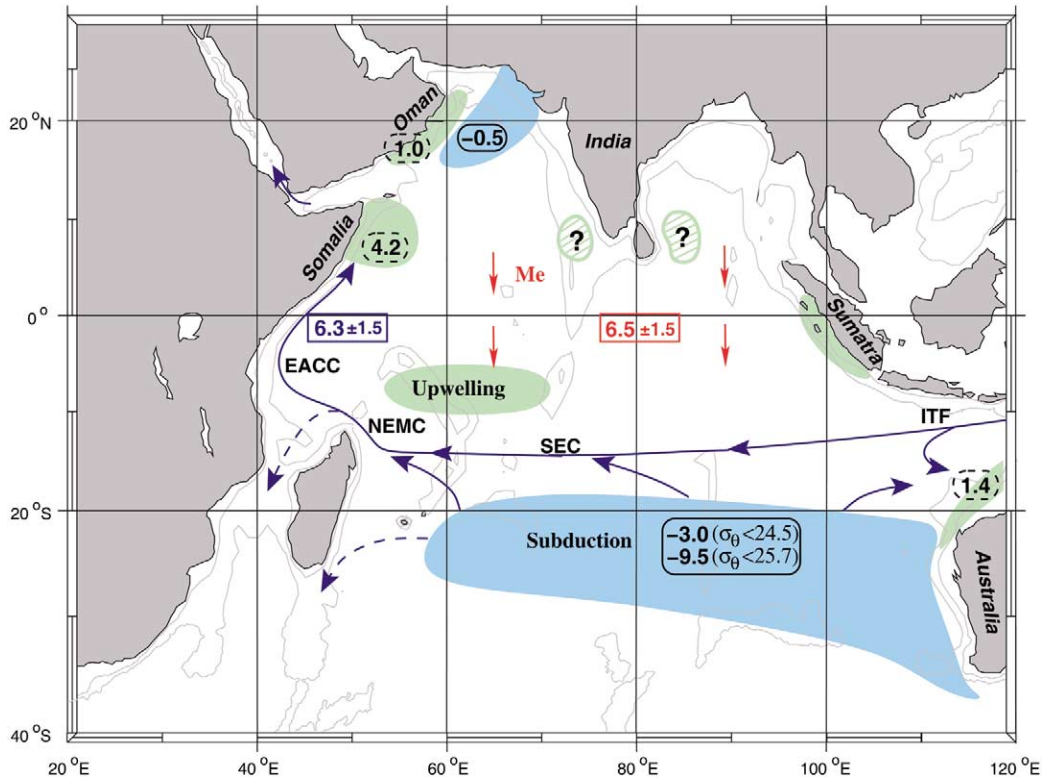 20 °N
0°
20 °S
40 °S
20 °E
40 °E
60 °E
80 °E
100 °E
120 °E
Oman
1.0
−0.5
India
Somalia
4.2
?
?
Me
6.3 ±1.5
6.5 ±1.5
Sumatra
EACC
Upwelling
NEMC
SEC
ITF
1.4
Subduction
−3.0 (σθ <24.5)
−9.5 (σθ <25.7)
Australia